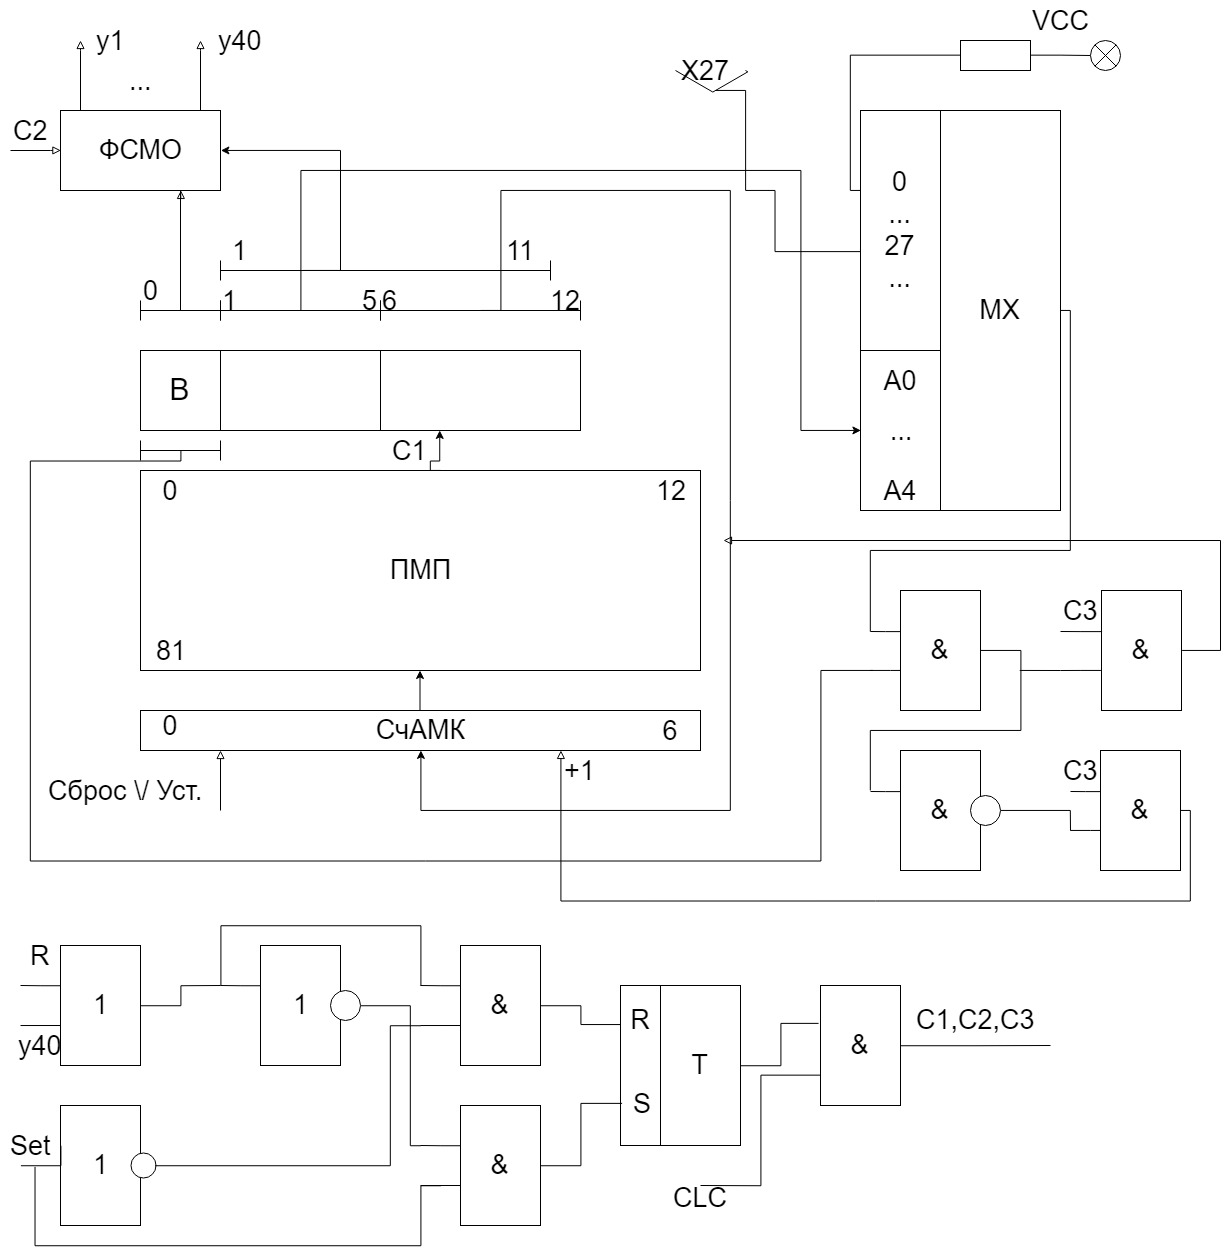 VCC
y1
y40
...
X27
C2
ФСМО
0
...
27
...
MX
1
11
0
1
5
6
12
B
A0
...
A4
C1
0
12
ПМП
81
&
C3
&
0
СчАМК
6
+1
Сброс \/ Уст.
&
C3
&
R
1
y40
1
&
R
T
S
&
C1,C2,C3
Set
1
&
CLC